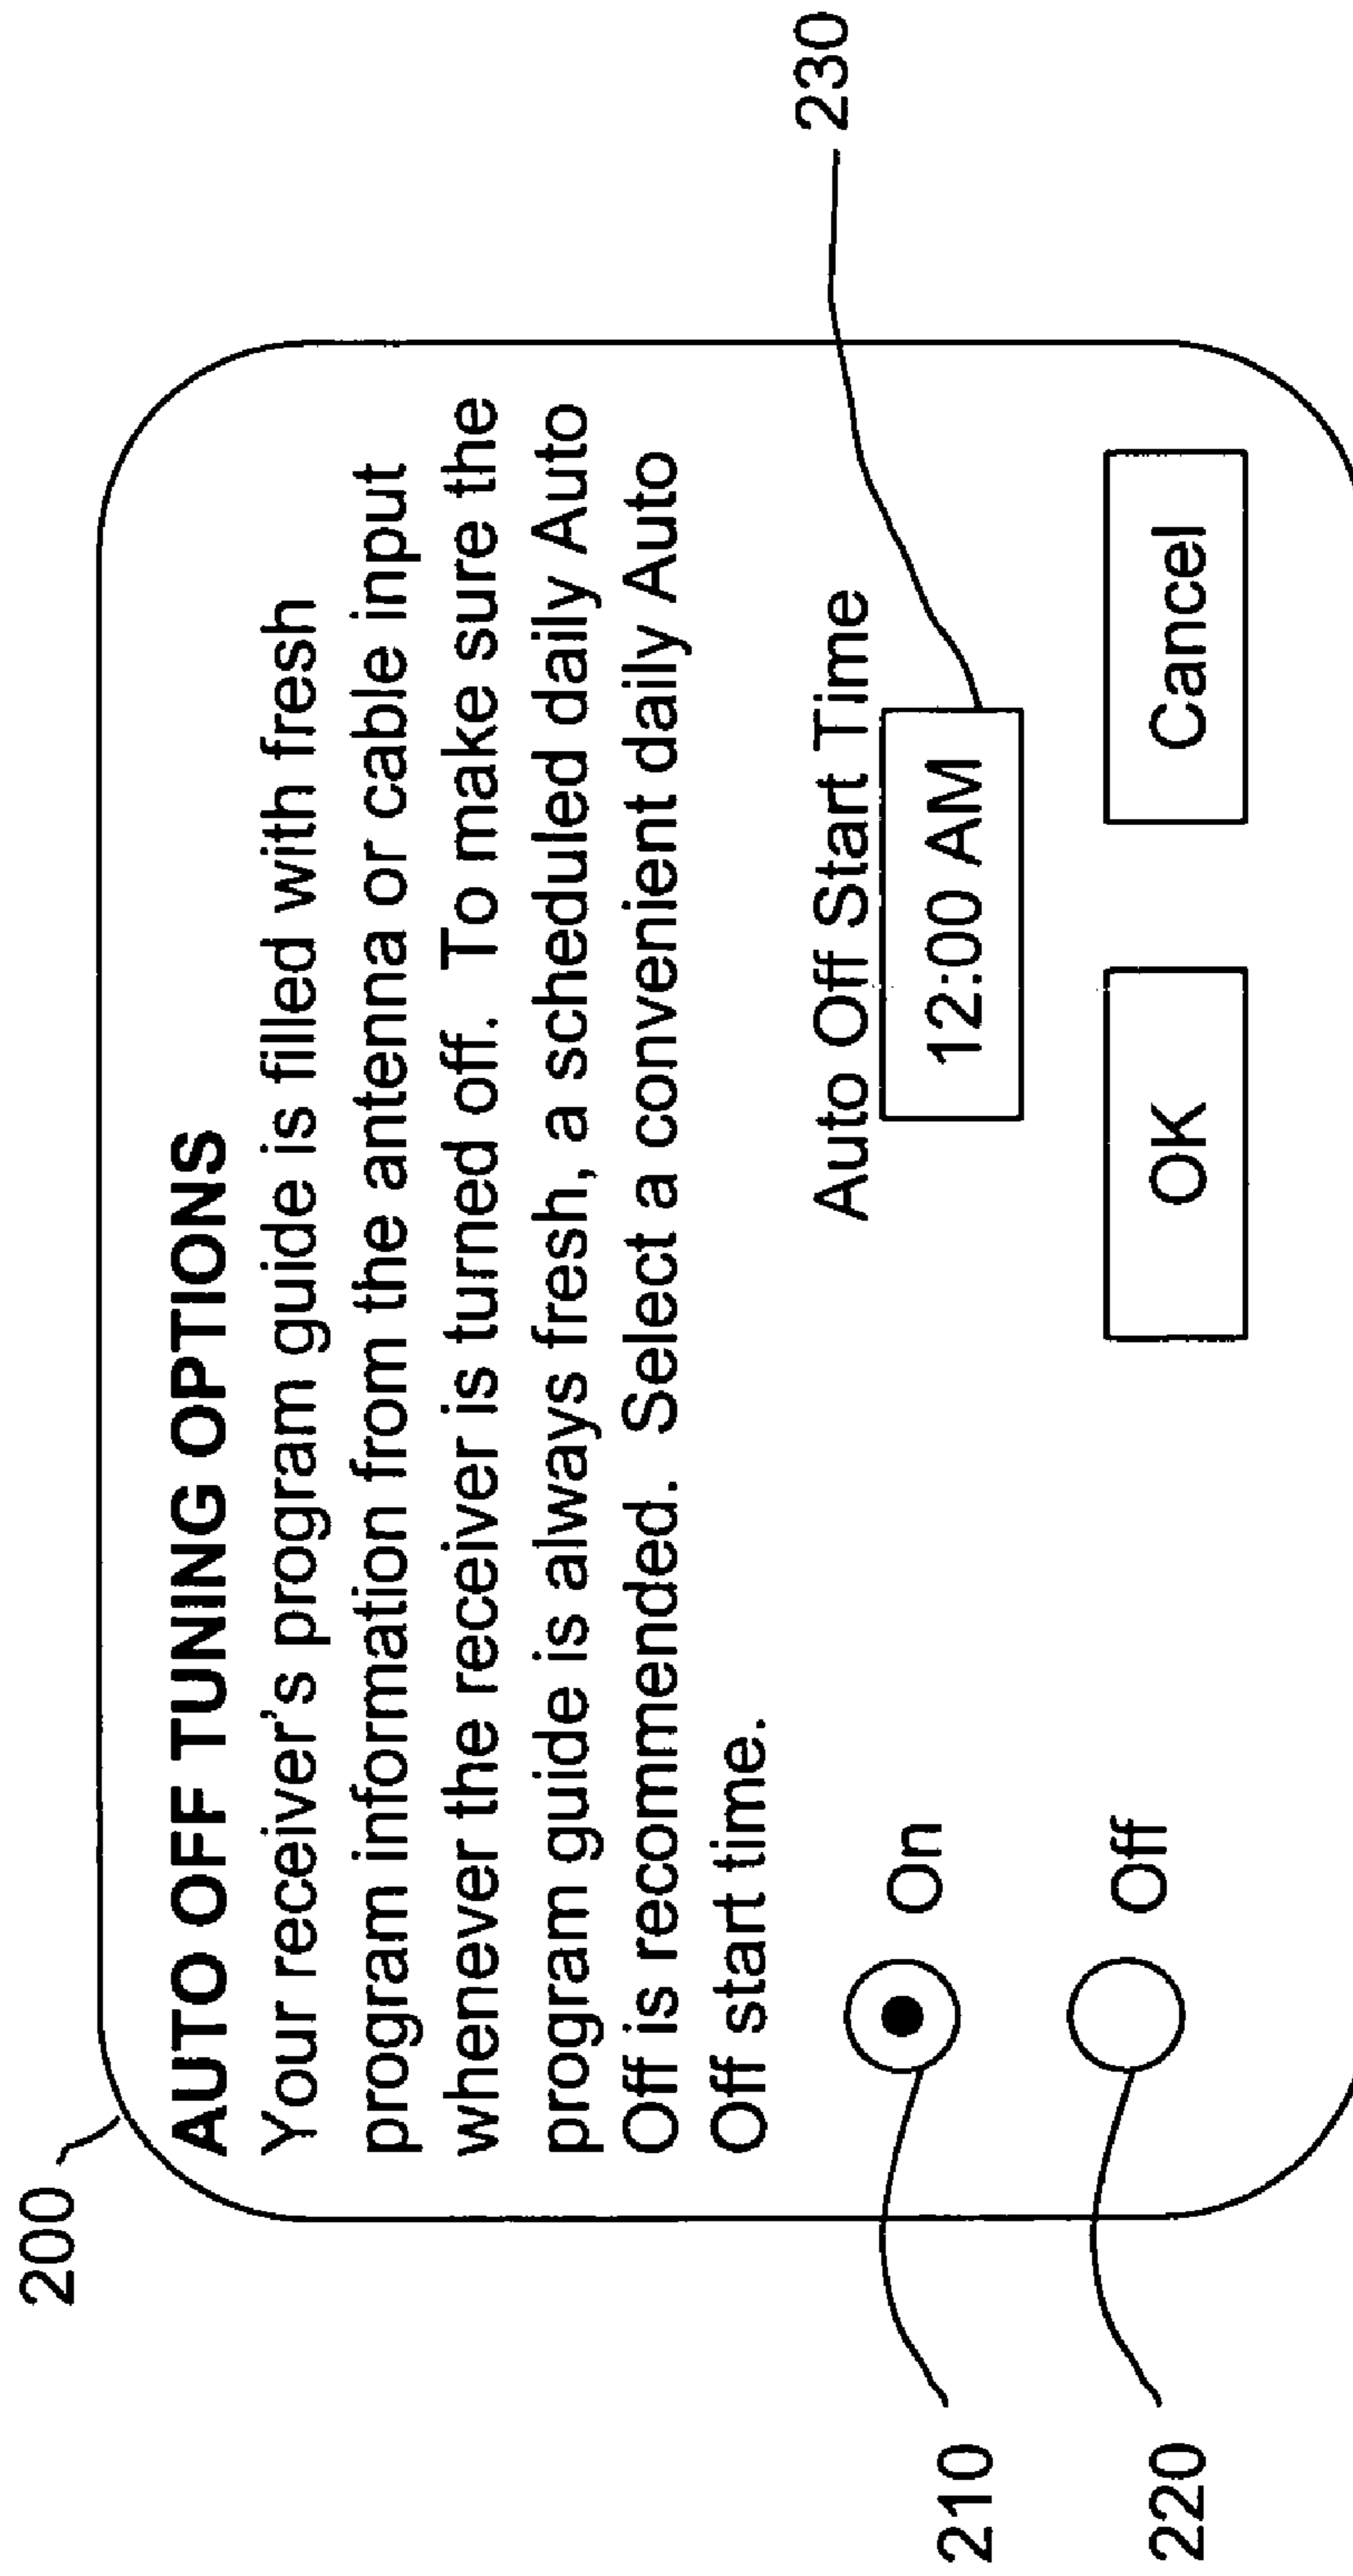 200
AUTO OFF TUNING OPTIONS
Your receiver's program guide is filled with fresh
program information from the antenna or cable input
whenever the receiver is turned off. To make sure the
program guide is always fresh, a scheduled daily Auto
Off is recommended. Select a convenient daily Auto
Off start time.
Auto Off Start Time
230
210
On
12:00 AM
220
Off
OK
Cancel